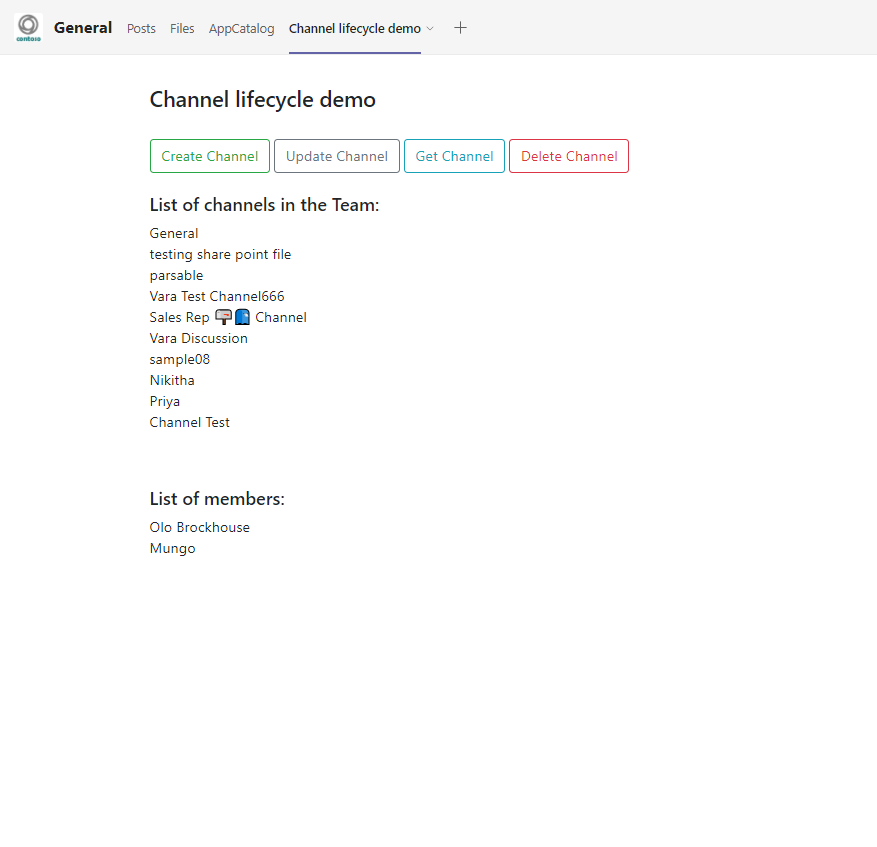 contoso
General Posts Files AppCatalog Channel lifecycle demo
Channel lifecycle demo
Create Channel Update Channel Get Channel Delete Channel
List of channels in the Team:
General
testing share point file
parsable
Vara Test Channel666
Sales Rep 📪📘 Channel
Vara Discussion
sample08
Nikitha
Priya
Channel Test
List of members:
Olo Brockhouse
Mungo